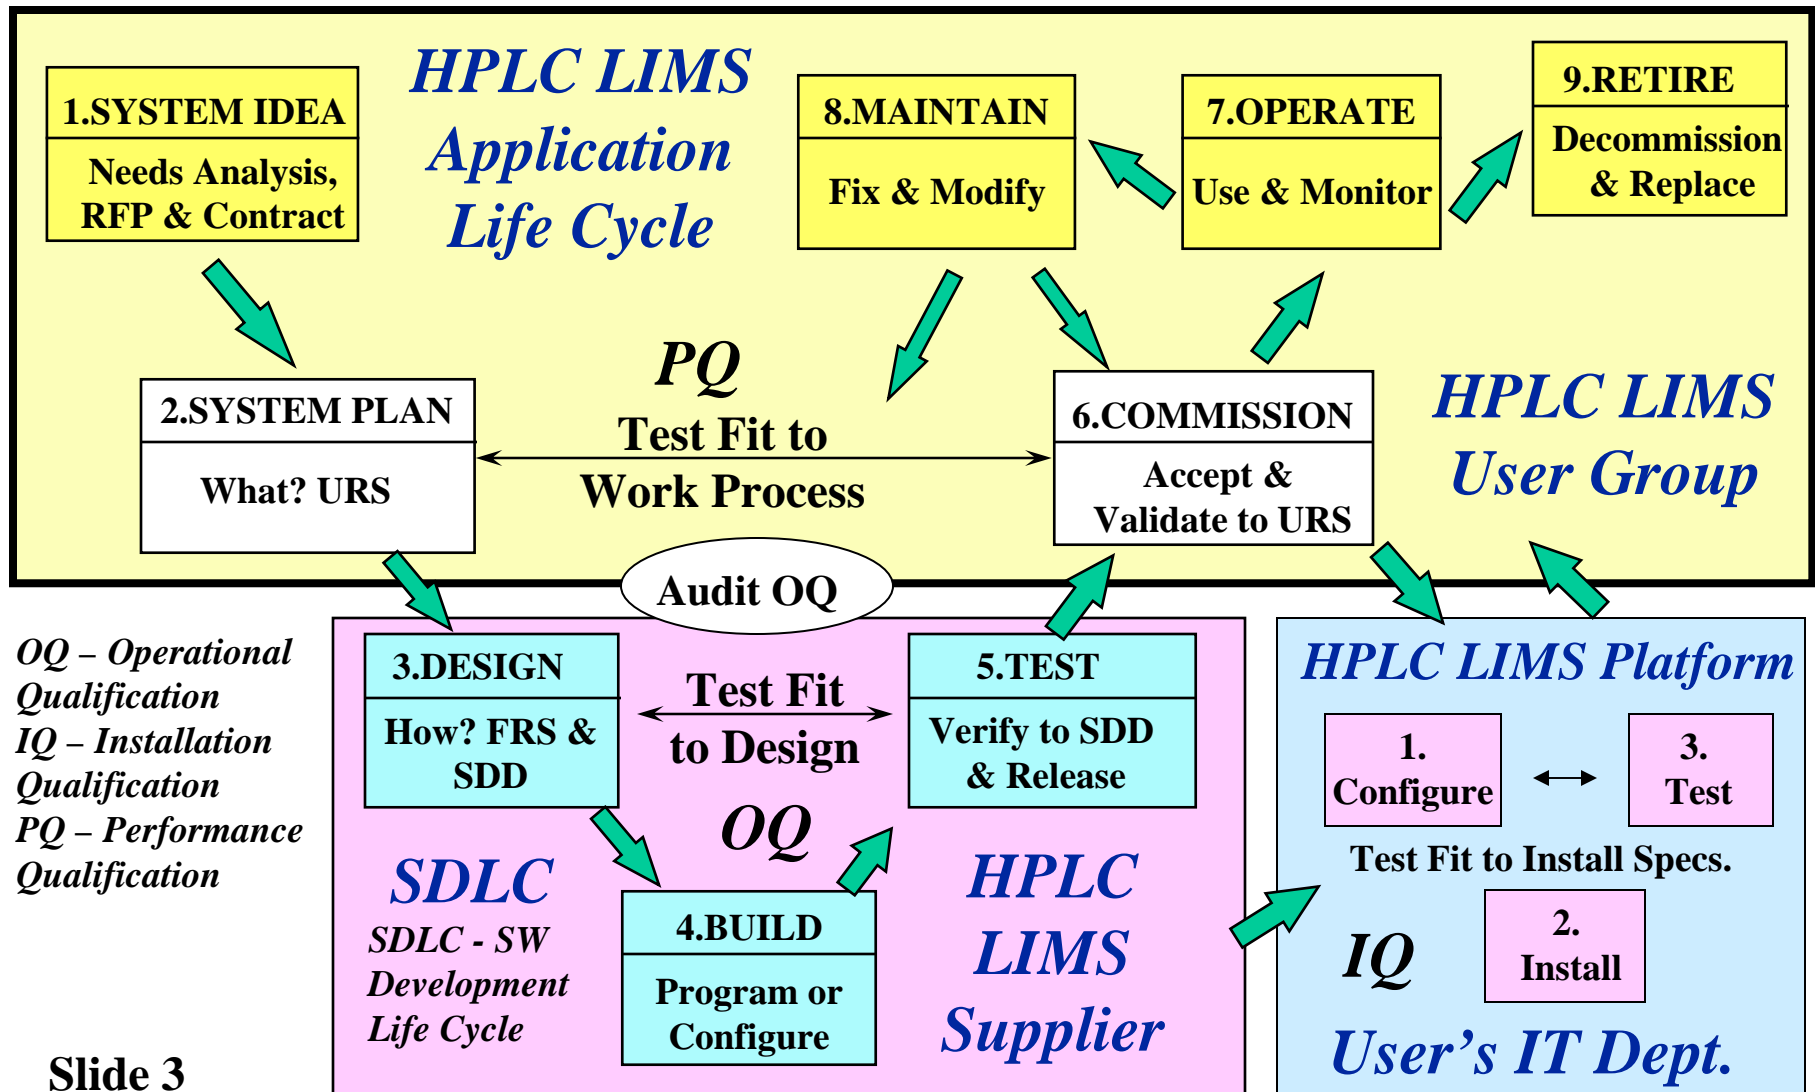 HPLC LIMS
Application
Life Cycle
1.SYSTEM IDEA
Needs Analysis,
RFP & Contract
8.MAINTAIN
Fix & Modify
7.OPERATE
Use & Monitor
9.RETIRE
Decommission
& Replace
2.SYSTEM PLAN
What? URS
PQ
Test Fit to
Work Process
6.COMMISSION
Accept &
Validate to URS
HPLC LIMS
User Group
Audit OQ
OQ – Operational
Qualification
IQ – Installation
Qualification
PQ – Performance
Qualification
3.DESIGN
How? FRS &
SDD
Test Fit
to Design
OQ
5.TEST
Verify to SDD
& Release
SDLC
SDLC - SW
Development
Life Cycle
4.BUILD
Program or
Configure
HPLC
LIMS
Supplier
HPLC LIMS Platform
1.
Configure
3.
Test
Test Fit to Install Specs.
IQ
2.
Install
User’s IT Dept.
Slide 3